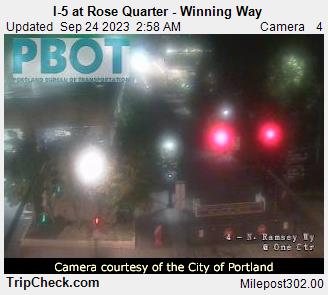 I-5 at Rose Quarter - Winning Way
Updated Sep 24 2023 2:58 AM Camera 4
PBOT
PORTLAND BUREAU OF TRANSPORTATION
4 - N. Ramsey Wy
@ One Ctr
Camera courtesy of the City of Portland
TripCheck.com Milepost302.00